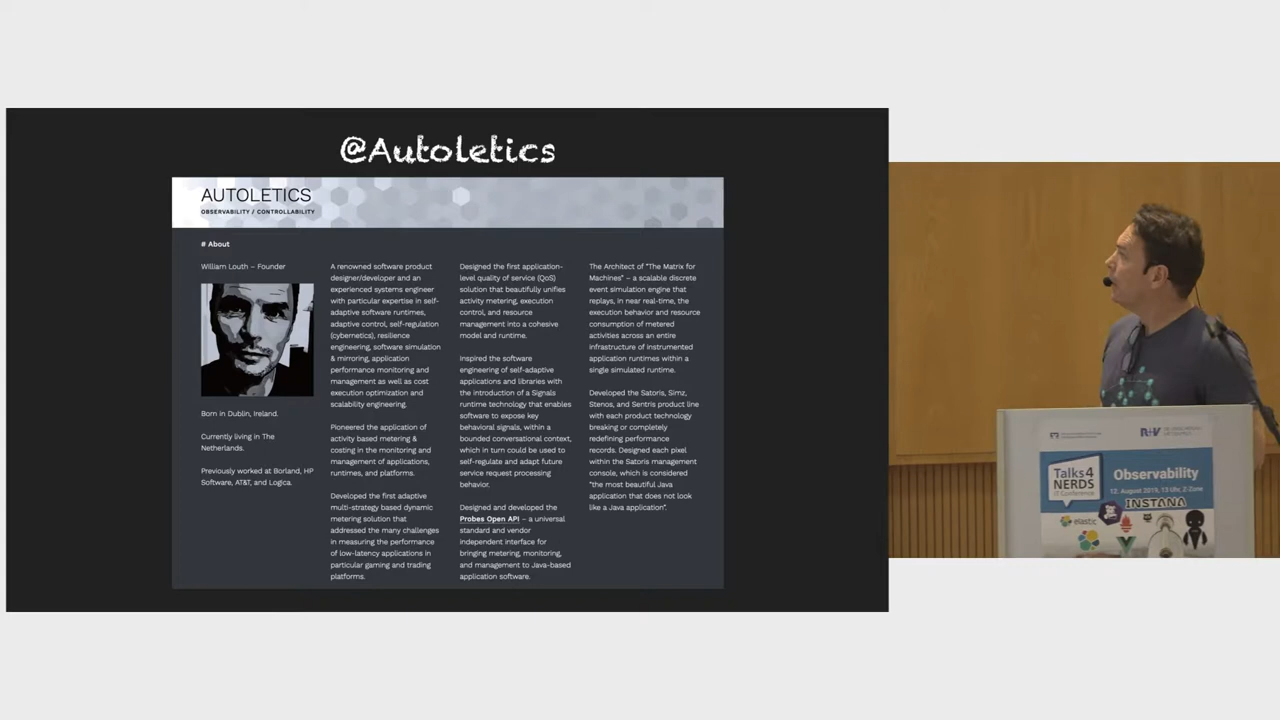 @Autoletics
AUTOLETICS
OBSERVABILITY / CONTROLLABILITY
# About
William Louth – Founder
Born in Dublin, Ireland.
Currently living in The
Netherlands.
Previously worked at Borland, HP
Software, AT&T, and Logica.
A renowned software product
designer/developer and an
experienced systems engineer
with particular expertise in self-
adaptive software runtimes,
adaptive control, self-regulation
(cybernetics), resilience
engineering, software simulation
& mirroring, application
performance monitoring and
management as well as cost
execution optimization and
scalability engineering.
Pioneered the application of
activity based metering &
costing in the monitoring and
management of applications,
runtimes, and platforms.
Developed the first adaptive
multi-strategy based dynamic
metering solution that
addressed the many challenges
in measuring the performance
of low-latency applications in
particular gaming and trading
platforms.
Designed the first application-
level quality of service (QoS)
solution that beautifully unifies
activity metering, execution
control, and resource
management into a cohesive
model and runtime.
Inspired the software
engineering of self-adaptive
applications and libraries with
the introduction of a Signals
runtime technology that enables
software to expose key
behavioral signals, within a
bounded conversational context,
which in turn could be used to
self-regulate and adapt future
service request processing
behavior.
Designed and developed the
Probes Open API – a universal
standard and vendor
independent interface for
bringing metering, monitoring,
and management to Java-based
application software.
The Architect of "The Matrix for
Machines" – a scalable discrete
event simulation engine that
replays, in near real-time, the
execution behavior and resource
consumption of metered
activities across an entire
infrastructure of instrumented
application runtimes within a
single simulated runtime.
Developed the Satoris, Simz,
Stenos, and Sentris product line
with each product technology
breaking or completely
redefining performance
records. Designed each pixel
within the Satoris management
console, which is considered
"the most beautiful Java
application that does not look
like a Java application".
R+V
Talks4
NERDS
IT Conference
Observability
12. August 2019, 13 Uhr, Z-Zone
INSTANA
elastic